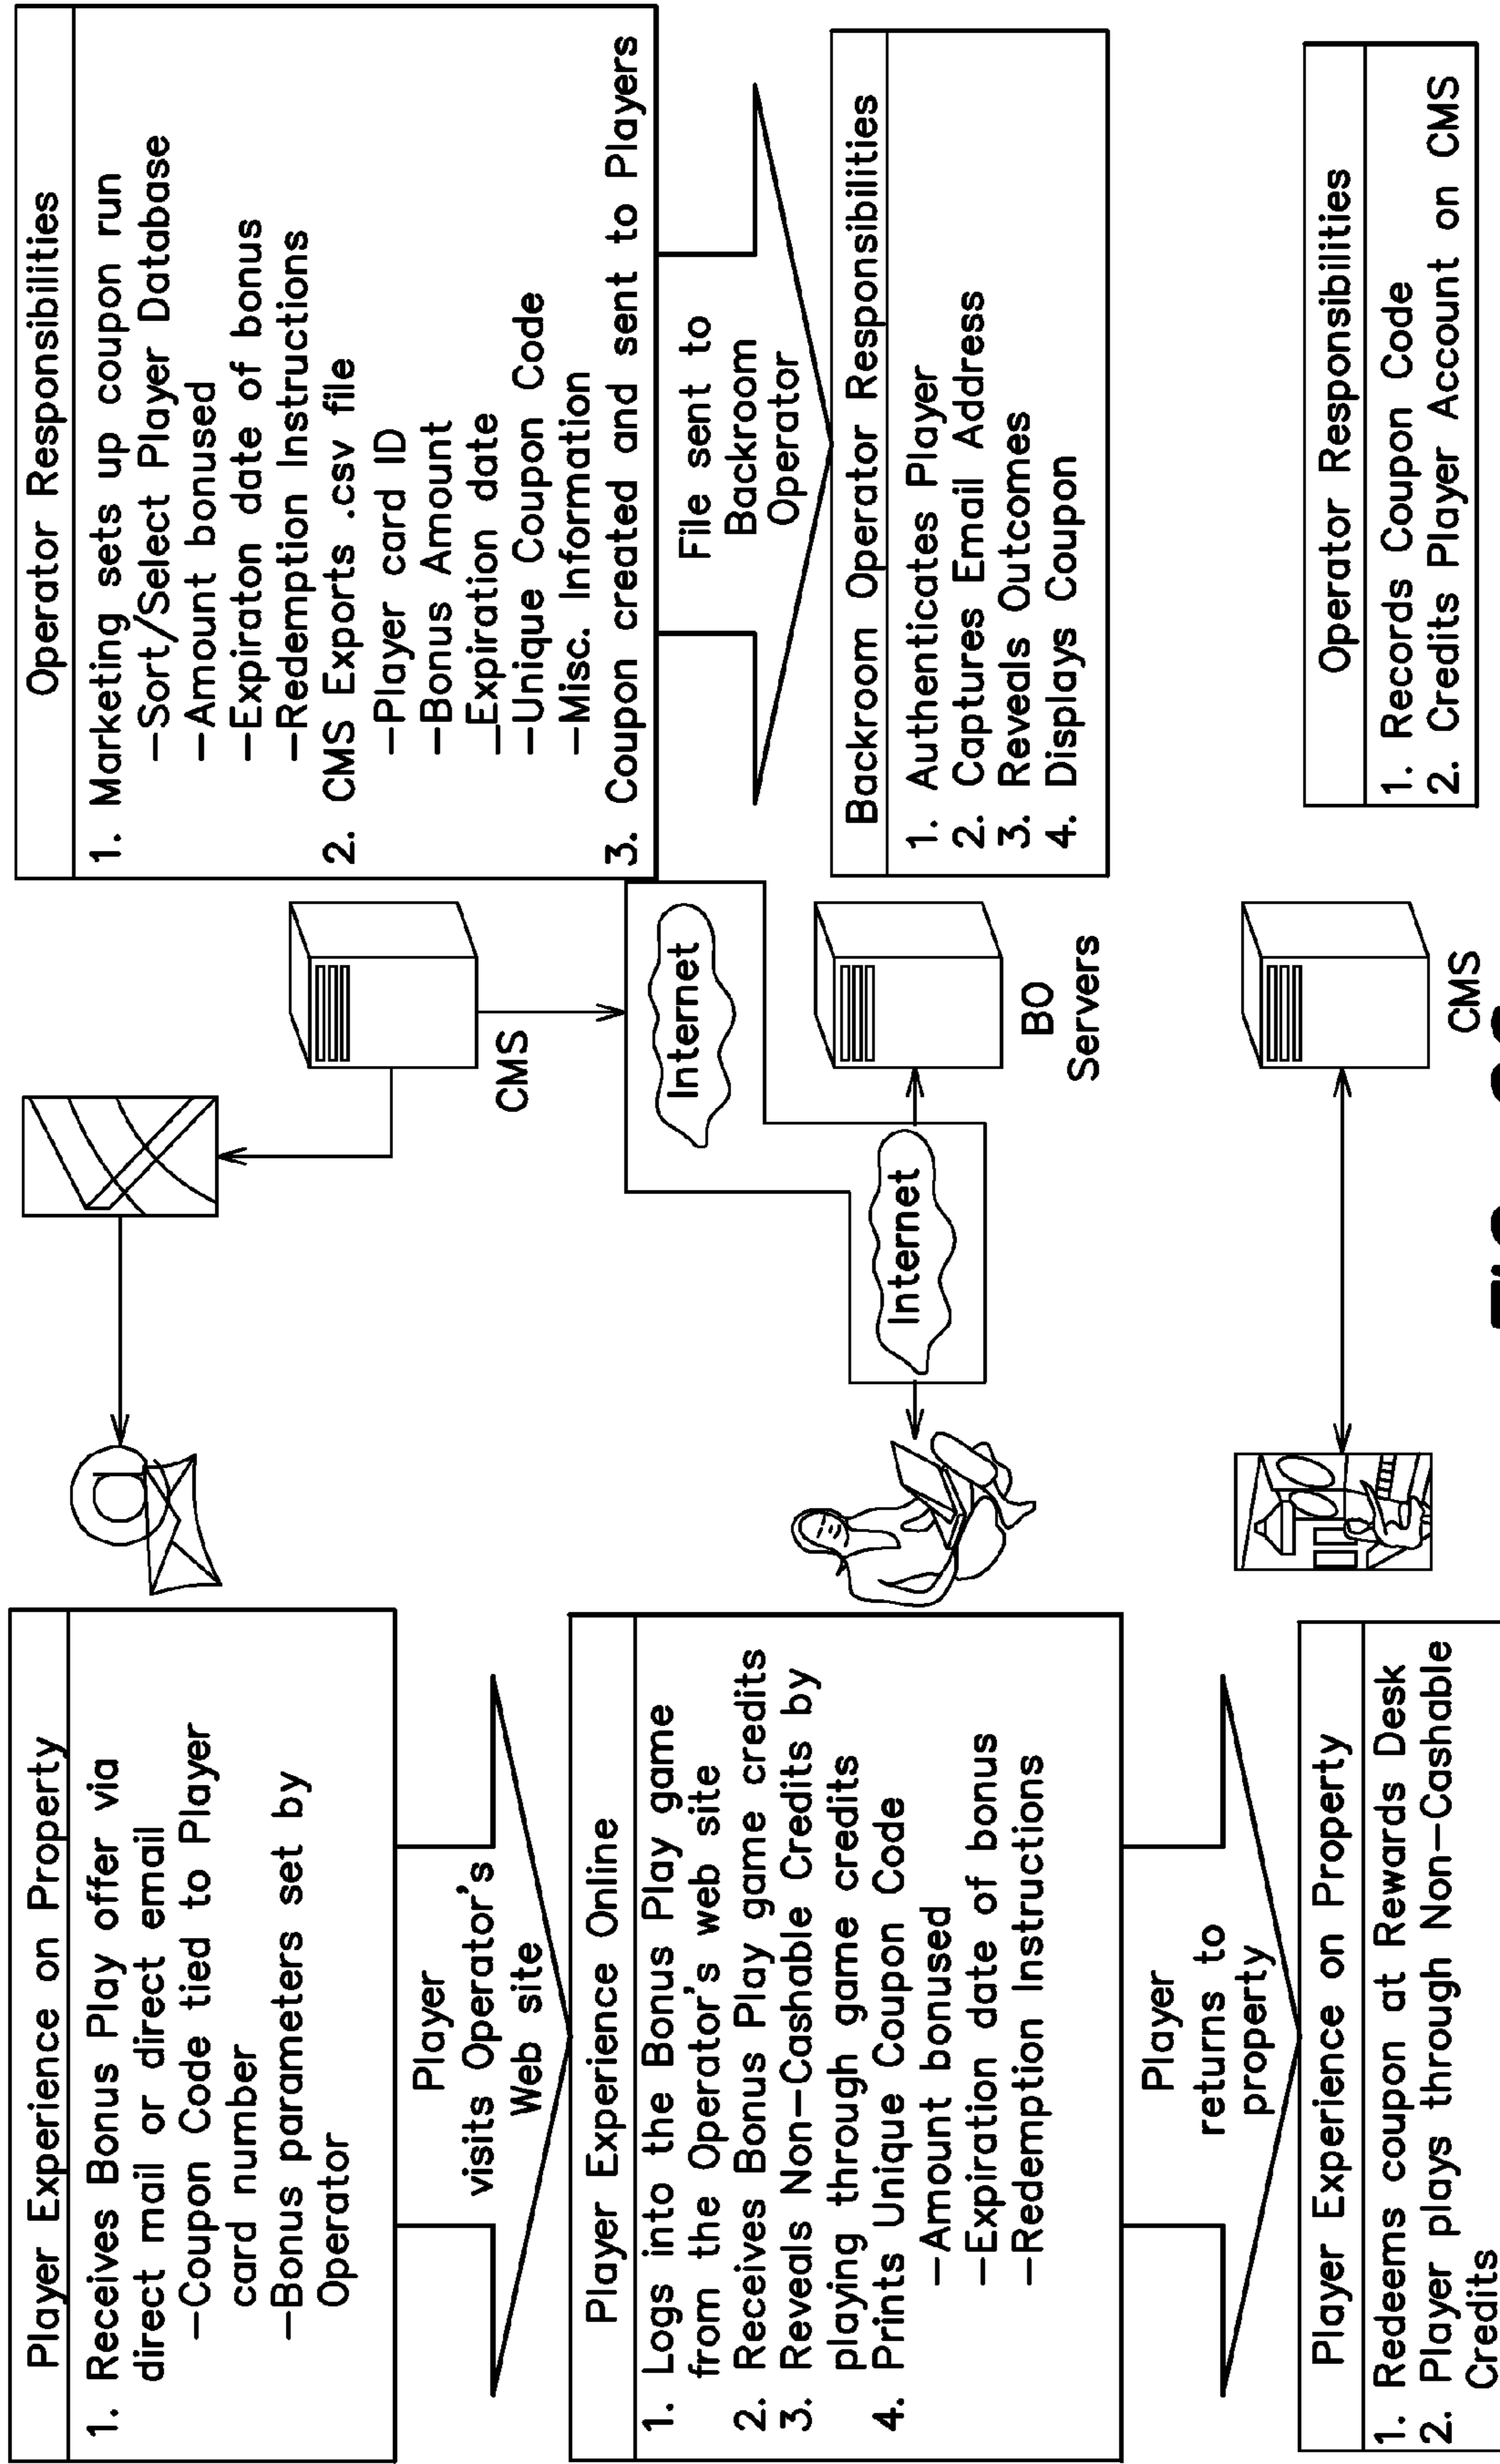 Player Experience on Property
1. Receives Bonus Play offer via
direct mail or direct email
—Coupon Code tied to Player
card number
—Bonus parameters set by
Operator
Player
visits Operator's
Web site
Player Experience Online
1. Logs into the Bonus Play game
from the Operator's web site
2. Receives Bonus Play game credits
3. Reveals Non—Cashable Credits by
playing through game credits
4. Prints Unique Coupon Code
—Amount bonused
—Expiration date of bonus
—Redemption Instructions
Player
returns to
property
Player Experience on Property
1. Redeems coupon at Rewards Desk
2. Player plays through Non—Cashable
Credits
CMS
Internet
Internet
BO
Servers
CMS
Operator Responsibilities
1. Marketing sets up coupon run
—Sort/Select Player Database
—Amount bonused
—Expiraton date of bonus
—Redemption Instructions
2. CMS Exports .csv file
—Player card ID
—Bonus Amount
—Expiration date
—Unique Coupon Code
—Misc. Information
3. Coupon created and sent to Players
File sent to
Backroom
Operator
Backroom Operator Responsibilities
1. Authenticates Player
2. Captures Email Address
3. Reveals Outcomes
4. Displays Coupon
Operator Responsibilities
1. Records Coupon Code
2. Credits Player Account on CMS